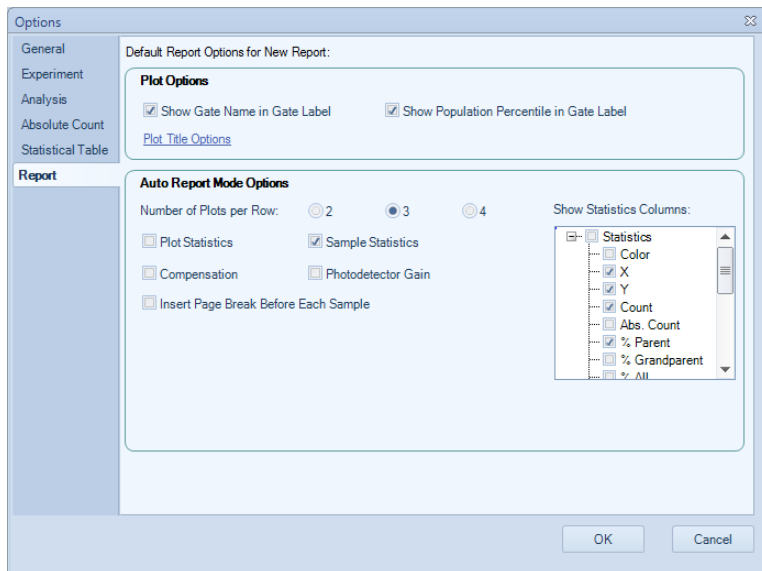 Options
General
Experiment
Analysis
Absolute Count
Statistical Table
Report
Default Report Options for New Report:
Plot Options
Show Gate Name in Gate Label
Show Population Percentile in Gate Label
Plot Title Options
Auto Report Mode Options
Number of Plots per Row:
2
3
4
Plot Statistics
Sample Statistics
Compensation
Photodetector Gain
Insert Page Break Before Each Sample
Show Statistics Columns:
Statistics
Color
X
Y
Count
Abs. Count
% Parent
% Grandparent
% All
OK
Cancel